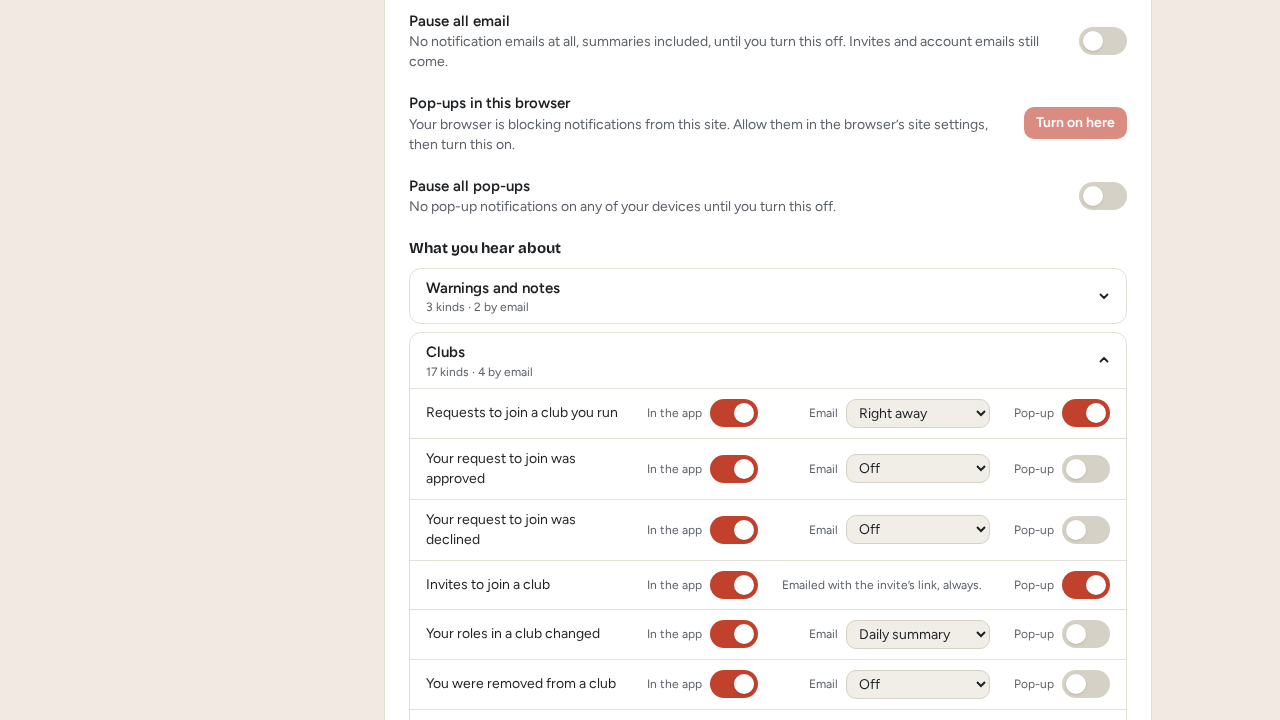 Pause all email
No notification emails at all, summaries included, until you turn this off. Invites and account emails still
come.
Pop-ups in this browser
Your browser is blocking notifications from this site. Allow them in the browser’s site settings,
then turn this on.
Turn on here
Pause all pop-ups
No pop-up notifications on any of your devices until you turn this off.
What you hear about
Warnings and notes
3 kinds · 2 by email
Clubs
17 kinds · 4 by email
Requests to join a club you run In the app Email Right away Pop-up
Your request to join was
approved
In the app Email Off Pop-up
Your request to join was
declined
In the app Email Off Pop-up
Invites to join a club In the app Emailed with the invite’s link, always. Pop-up
Your roles in a club changed In the app Email Daily summary Pop-up
You were removed from a club In the app Email Off Pop-up